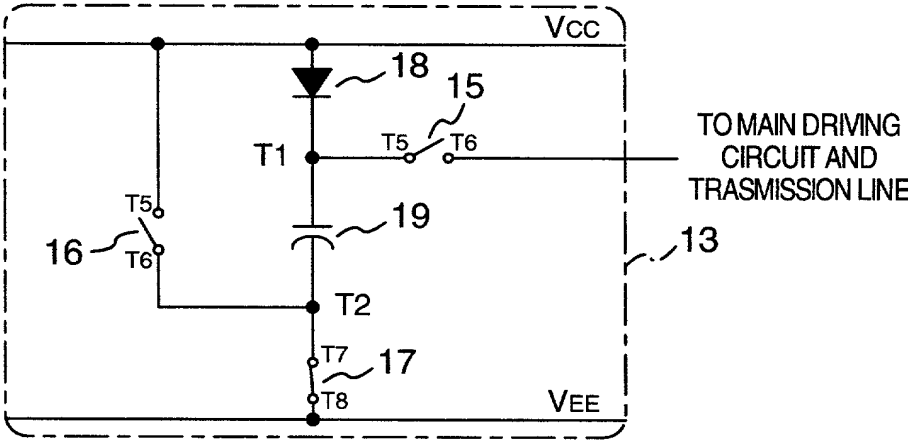 VCC
18
15
T1
T5
T6
TO MAIN DRIVING
CIRCUIT AND
TRASMISSION LINE
T5
19
16
T6
13
T2
T7
17
T8
VEE